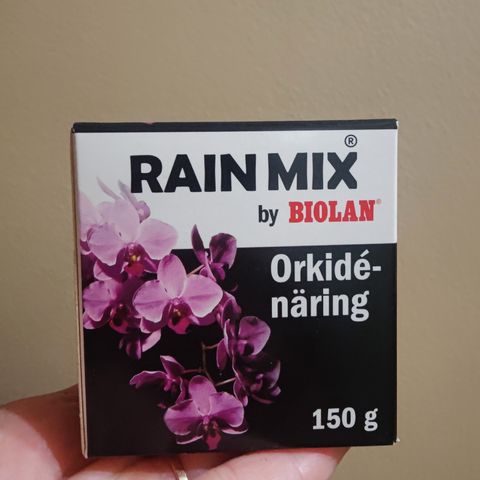 RAIN MIX®
by BIOLAN®
Orkidé-
näring
150 g